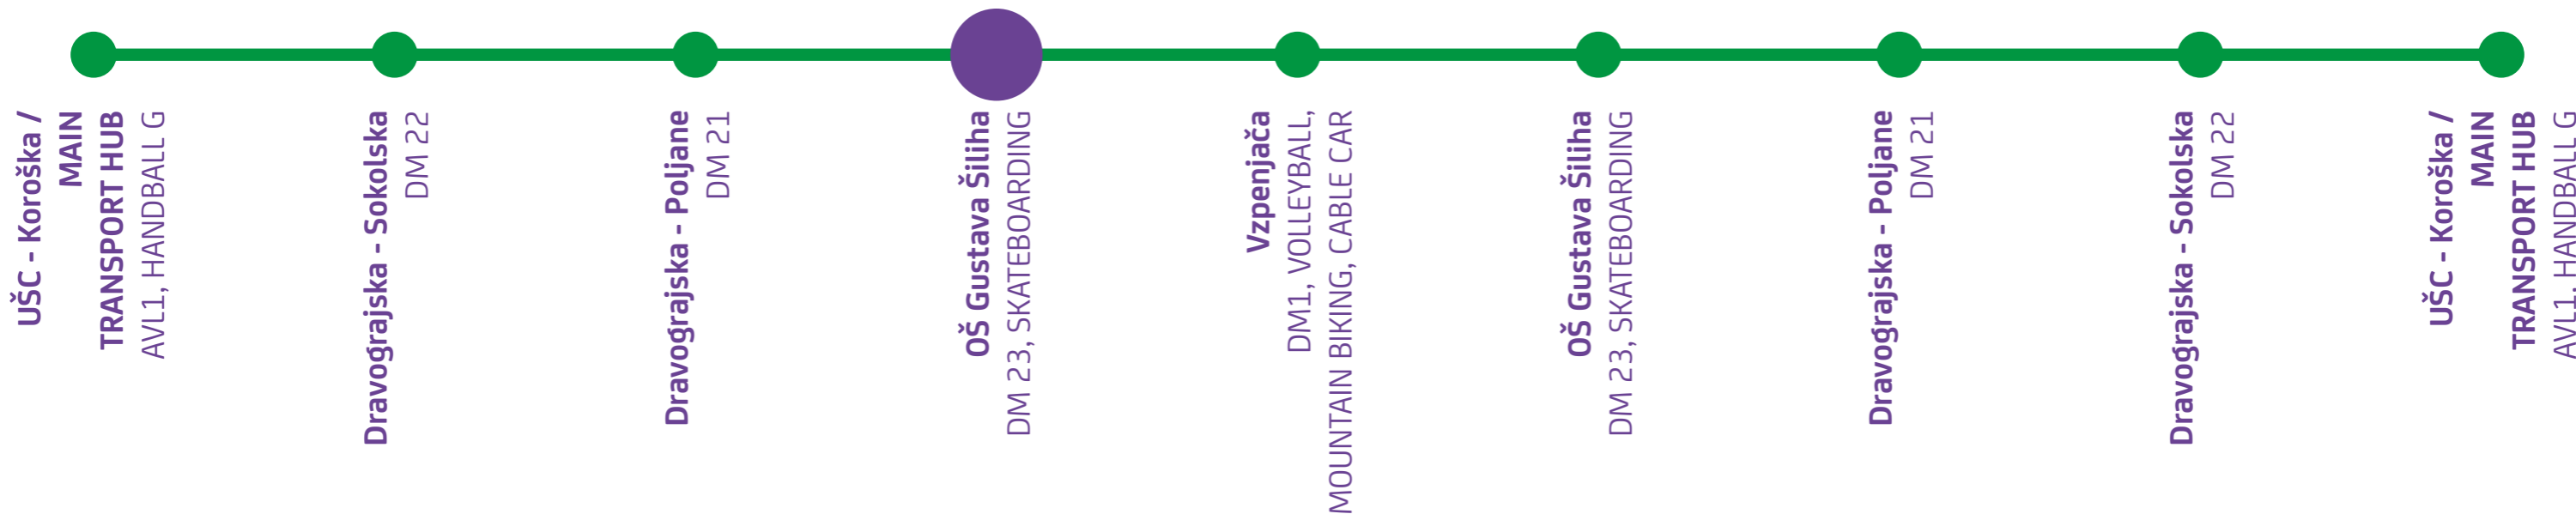 UŠC - Koroška /
MAIN
TRANSPORT HUB
AVL1, HANDBALL G
Dravograjska - Sokolska
DM 22
Dravograjska - Poljane
DM 21
OŠ Gustava Šiliha
DM 23, SKATEBOARDING
Vzpenjača
DM1, VOLLEYBALL,
MOUNTAIN BIKING, CABLE CAR
OŠ Gustava Šiliha
DM 23, SKATEBOARDING
Dravograjska - Poljane
DM 21
Dravograjska - Sokolska
DM 22
UŠC - Koroška /
MAIN
TRANSPORT HUB
AVL1, HANDBALL G